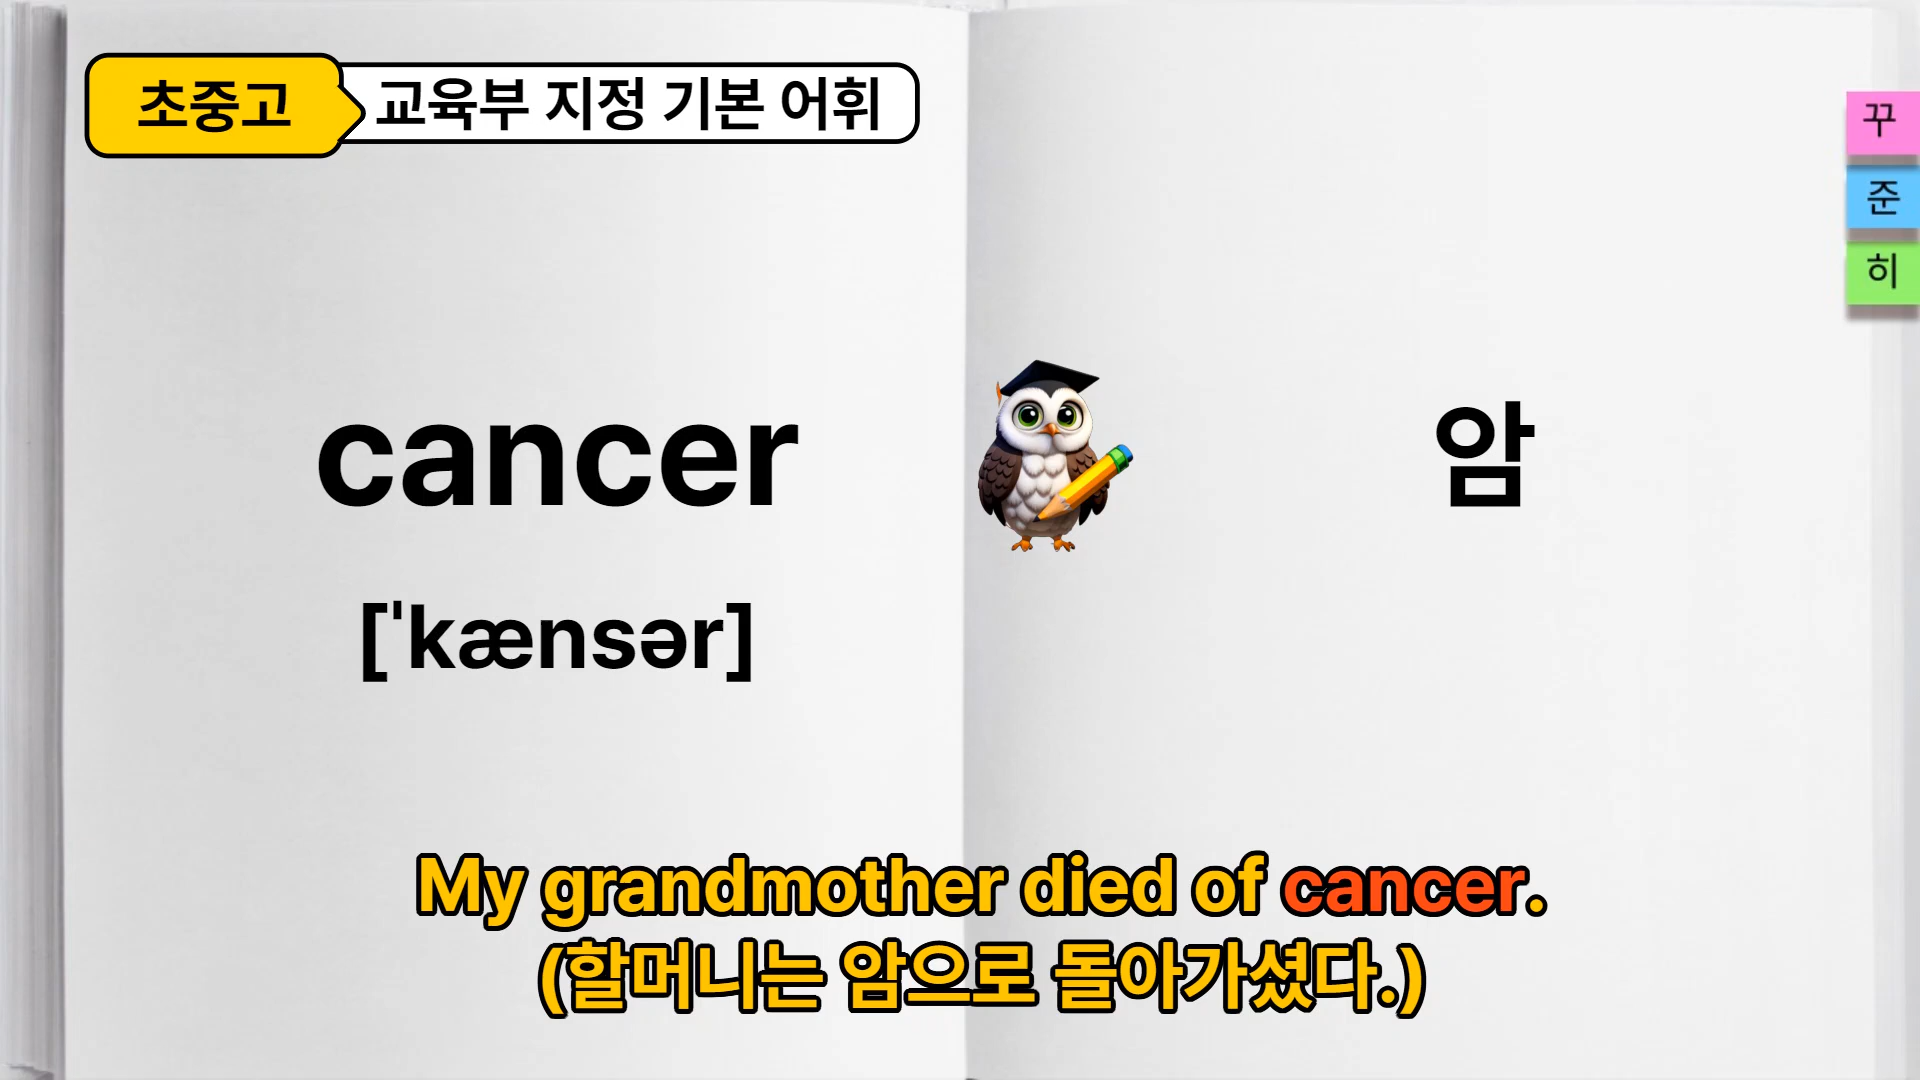 초중고 교육부 지정 기본 어휘
꾸
준
히
cancer
암
[ˈkænsər]
My grandmother died of cancer.
(할머니는 암으로 돌아가셨다.)